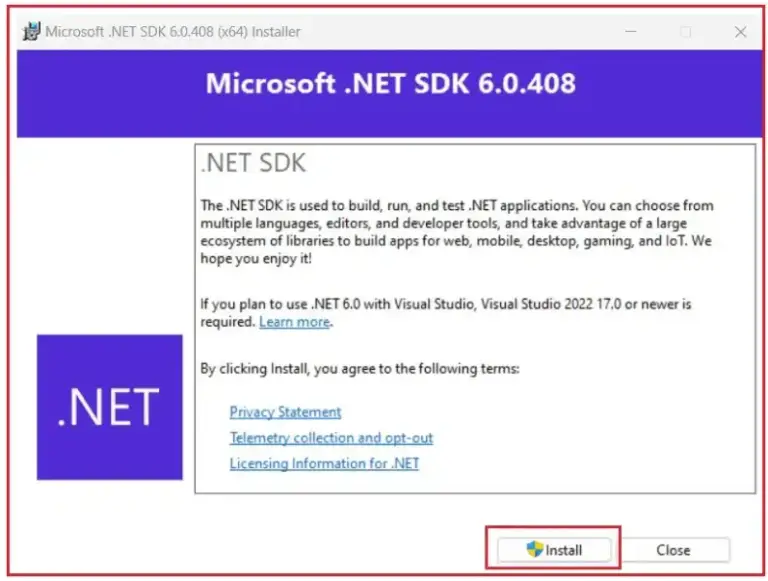 Microsoft .NET SDK 6.0.408 (x64) Installer
Microsoft .NET SDK 6.0.408
.NET SDK
The .NET SDK is used to build, run, and test .NET applications. You can choose from
multiple languages, editors, and developer tools, and take advantage of a large
ecosystem of libraries to build apps for web, mobile, desktop, gaming, and IoT. We
hope you enjoy it!
If you plan to use .NET 6.0 with Visual Studio, Visual Studio 2022 17.0 or newer is
required. Learn more.
By clicking Install, you agree to the following terms:
.NET
Privacy Statement
Telemetry collection and opt-out
Licensing Information for .NET
Install
Close